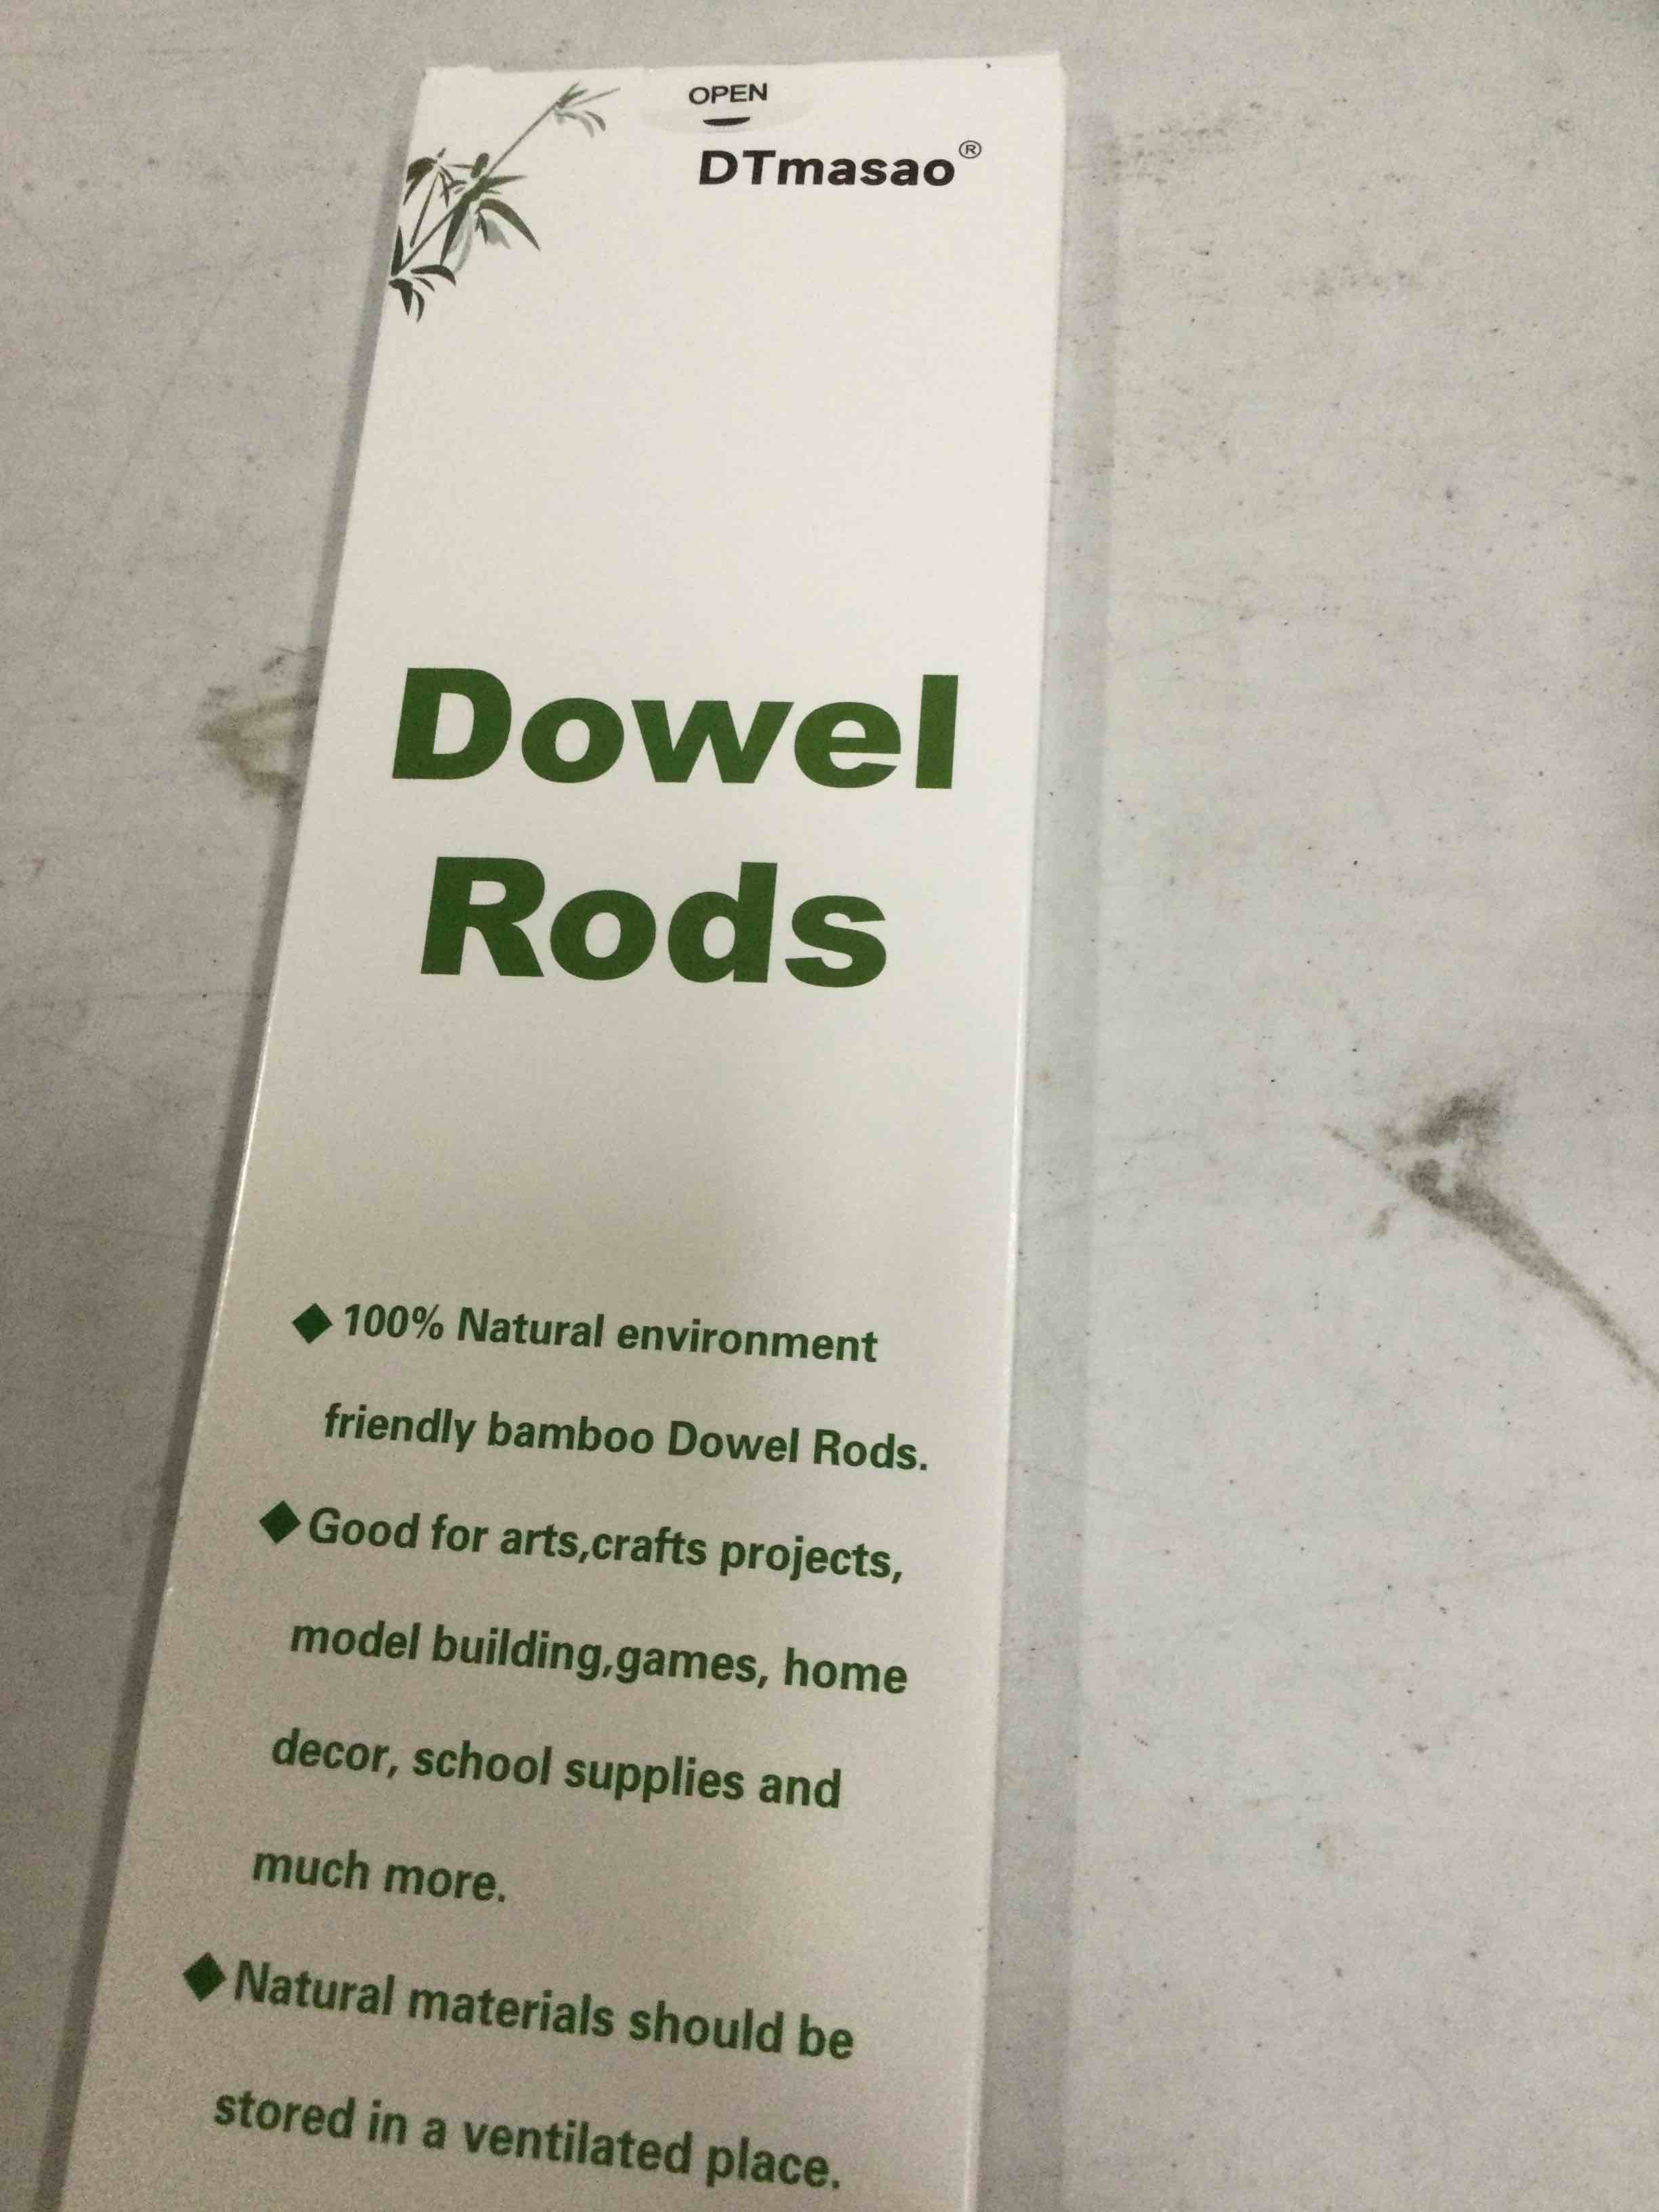 OPEN
DTmasao®
Dowel
Rods
◆100% Natural environment
friendly bamboo Dowel Rods.
◆Good for arts,crafts projects,
model building,games, home
decor, school supplies and
much more.
◆Natural materials should be
stored in a ventilated place.